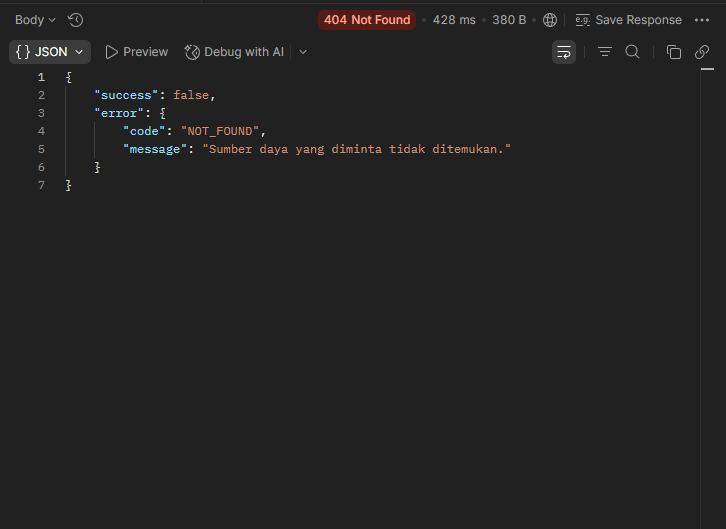 Body 404 Not Found 428 ms 380 B e.g. Save Response
{} JSON Preview Debug with AI
1 {
2 "success": false,
3 "error": {
4 "code": "NOT_FOUND",
5 "message": "Sumber daya yang diminta tidak ditemukan."
6 }
7 }